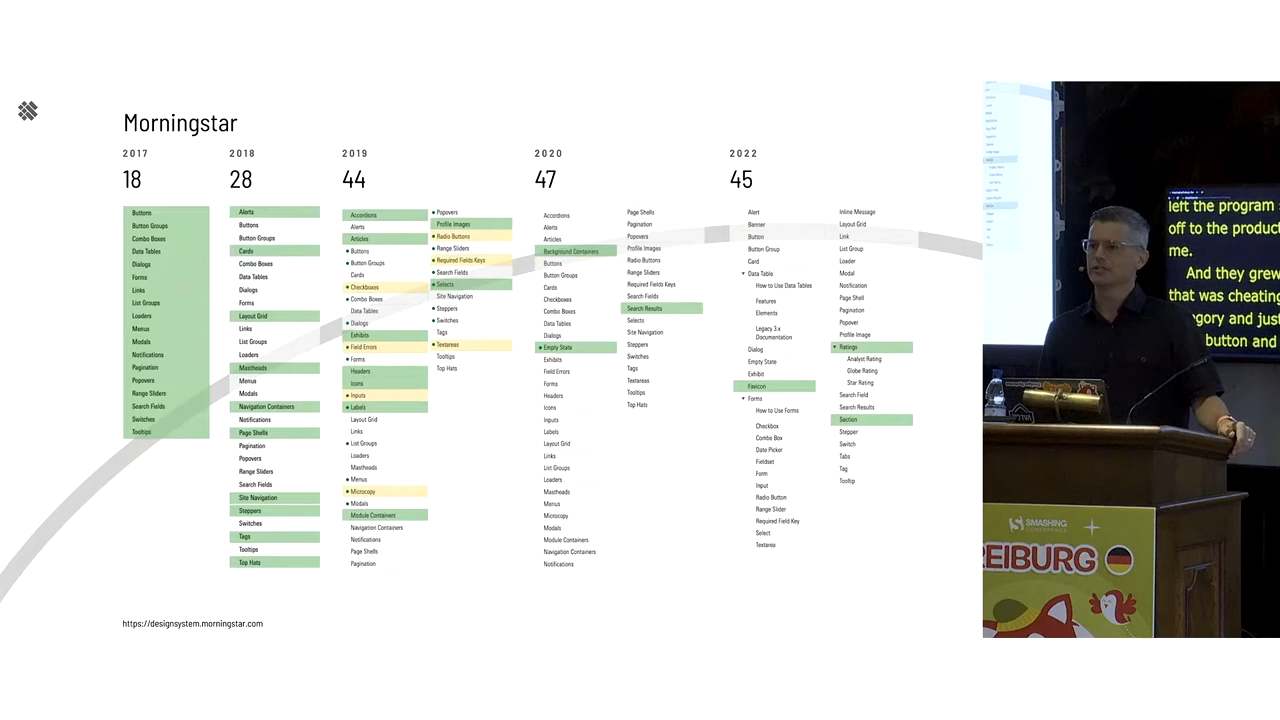 Morningstar
2017
18
Buttons
Button Groups
Combo Boxes
Data Tables
Dialogs
Forms
Links
List Groups
Loaders
Menus
Modals
Notifications
Pagination
Popovers
Range Sliders
Search Fields
Switches
Tooltips
2018
28
Alerts
Buttons
Button Groups
Cards
Combo Boxes
Data Tables
Dialogs
Forms
Layout Grid
Links
List Groups
Loaders
Mastheads
Menus
Modals
Navigation Containers
Notifications
Page Shells
Pagination
Popovers
Range Sliders
Search Fields
Site Navigation
Steppers
Switches
Tags
Tooltips
Top Hats
2019
44
Accordions
Alerts
Articles
Buttons
Button Groups
Cards
Checkboxes
Combo Boxes
Data Tables
Dialogs
Exhibits
Field Errors
Forms
Headers
Icons
Inputs
Labels
Layout Grid
Links
List Groups
Loaders
Mastheads
Menus
Microcopy
Modals
Module Containers
Navigation Containers
Notifications
Page Shells
Pagination
Popovers
Profile Images
Radio Buttons
Range Sliders
Required Fields Keys
Search Fields
Selects
Site Navigation
Steppers
Switches
Tags
Textareas
Tooltips
Top Hats
2020
47
Accordions
Alerts
Articles
Background Containers
Buttons
Button Groups
Cards
Checkboxes
Combo Boxes
Data Tables
Dialogs
Empty State
Exhibits
Field Errors
Forms
Headers
Icons
Inputs
Labels
Layout Grid
Links
List Groups
Loaders
Mastheads
Menus
Microcopy
Modals
Module Containers
Navigation Containers
Notifications
Page Shells
Pagination
Popovers
Profile Images
Radio Buttons
Range Sliders
Required Fields Keys
Search Fields
Search Results
Selects
Site Navigation
Steppers
Switches
Tags
Textareas
Tooltips
Top Hats
2022
45
Alert
Banner
Button
Button Group
Card
Data Table
How to Use Data Tables
Features
Elements
Legacy 3.x
Documentation
Dialog
Empty State
Exhibit
Favicon
Forms
How to Use Forms
Checkbox
Combo Box
Date Picker
Fieldset
Form
Input
Radio Button
Range Slider
Required Field Key
Select
Textarea
Inline Message
Layout Grid
Link
List Group
Loader
Modal
Notification
Page Shell
Pagination
Popover
Profile Image
Ratings
Analyst Rating
Globe Rating
Star Rating
Search Field
Search Results
Section
Stepper
Switch
Tabs
Tag
Tooltip
https://designsystem.morningstar.com
left the program
off to the product
me.
And they grew
that was cheating
gory and just
button and
SMASHING
CONFERENCE
REIBURG